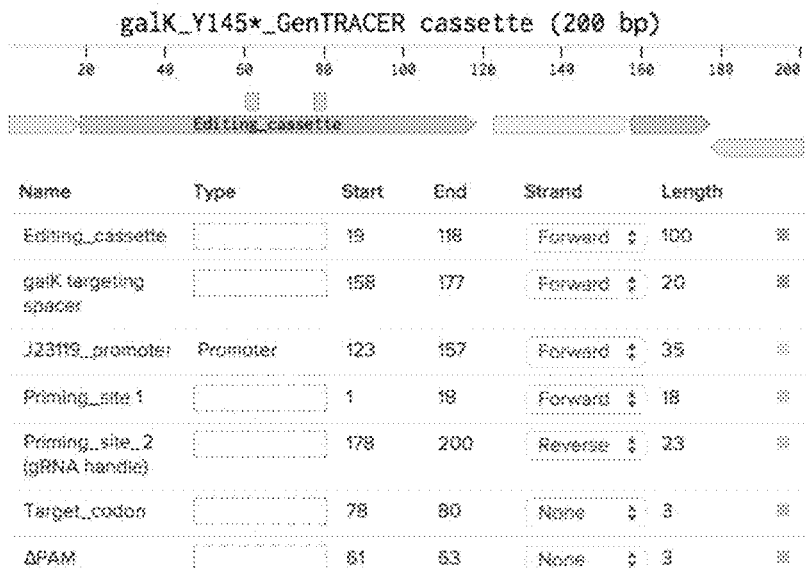 galK_Y145*_GenTRACER cassette (200 bp)
20 40 60 80 100 120 140 160 180 200
Editing_cassette
Name Type Start End Strand Length
Editing_cassette 19 118 Forward 100
galK targeting
spacer 158 177 Forward 20
J23119_promoter Promoter 123 157 Forward 35
Priming_site 1 1 18 Forward 18
Priming_site_2
(gRNA handle) 178 200 Reverse 23
Target_codon 78 80 None 3
ΔPAM 61 63 None 3